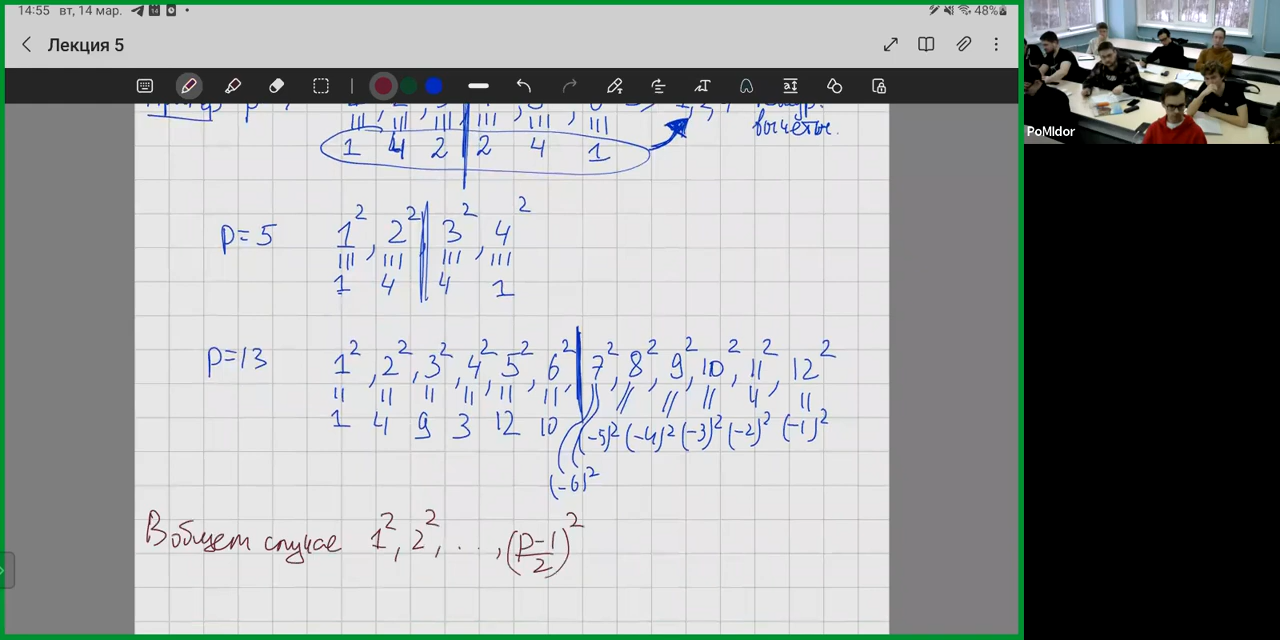 14:55 вт, 14 мар. 48%
Лекция 5
PoMIdor
вычеты.
1 4 2 2 4 1
p=5 1², 2², 3², 4²
||| ||| ||| |||
1 4 4 1
p=13 1², 2², 3², 4², 5², 6², 7², 8², 9², 10², 11², 12²
1 4 9 3 12 10 (-5)² (-4)² (-3)² (-2)² (-1)²
(-6)²
В общем случае 1², 2², ..., ((p-1)/2)²